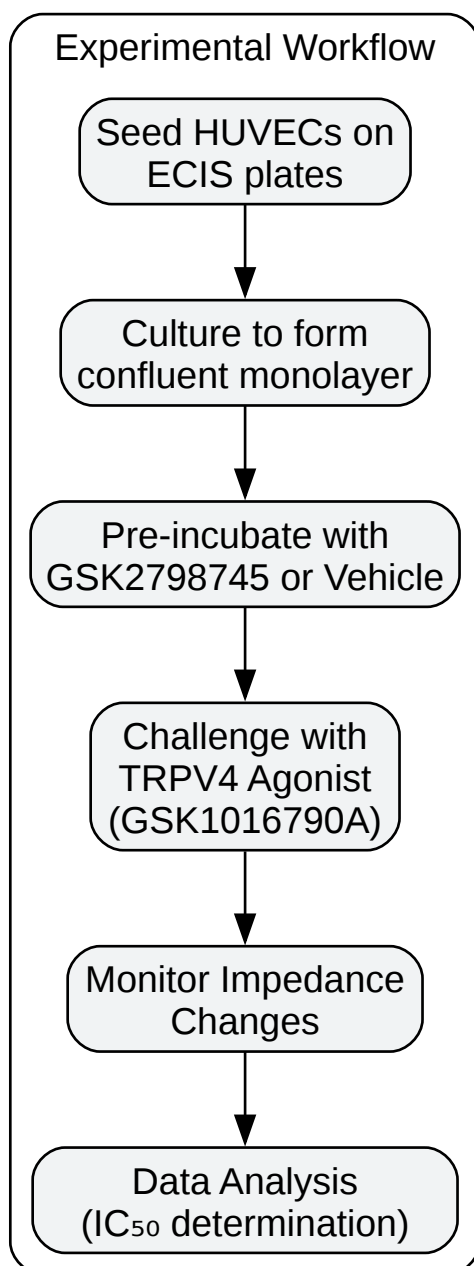 Experimental Workflow
Seed HUVECs on
ECIS plates
Culture to form
confluent monolayer
Pre-incubate with
GSK2798745 or Vehicle
Challenge with
TRPV4 Agonist
(GSK1016790A)
Monitor Impedance
Changes
Data Analysis
(IC₅₀ determination)